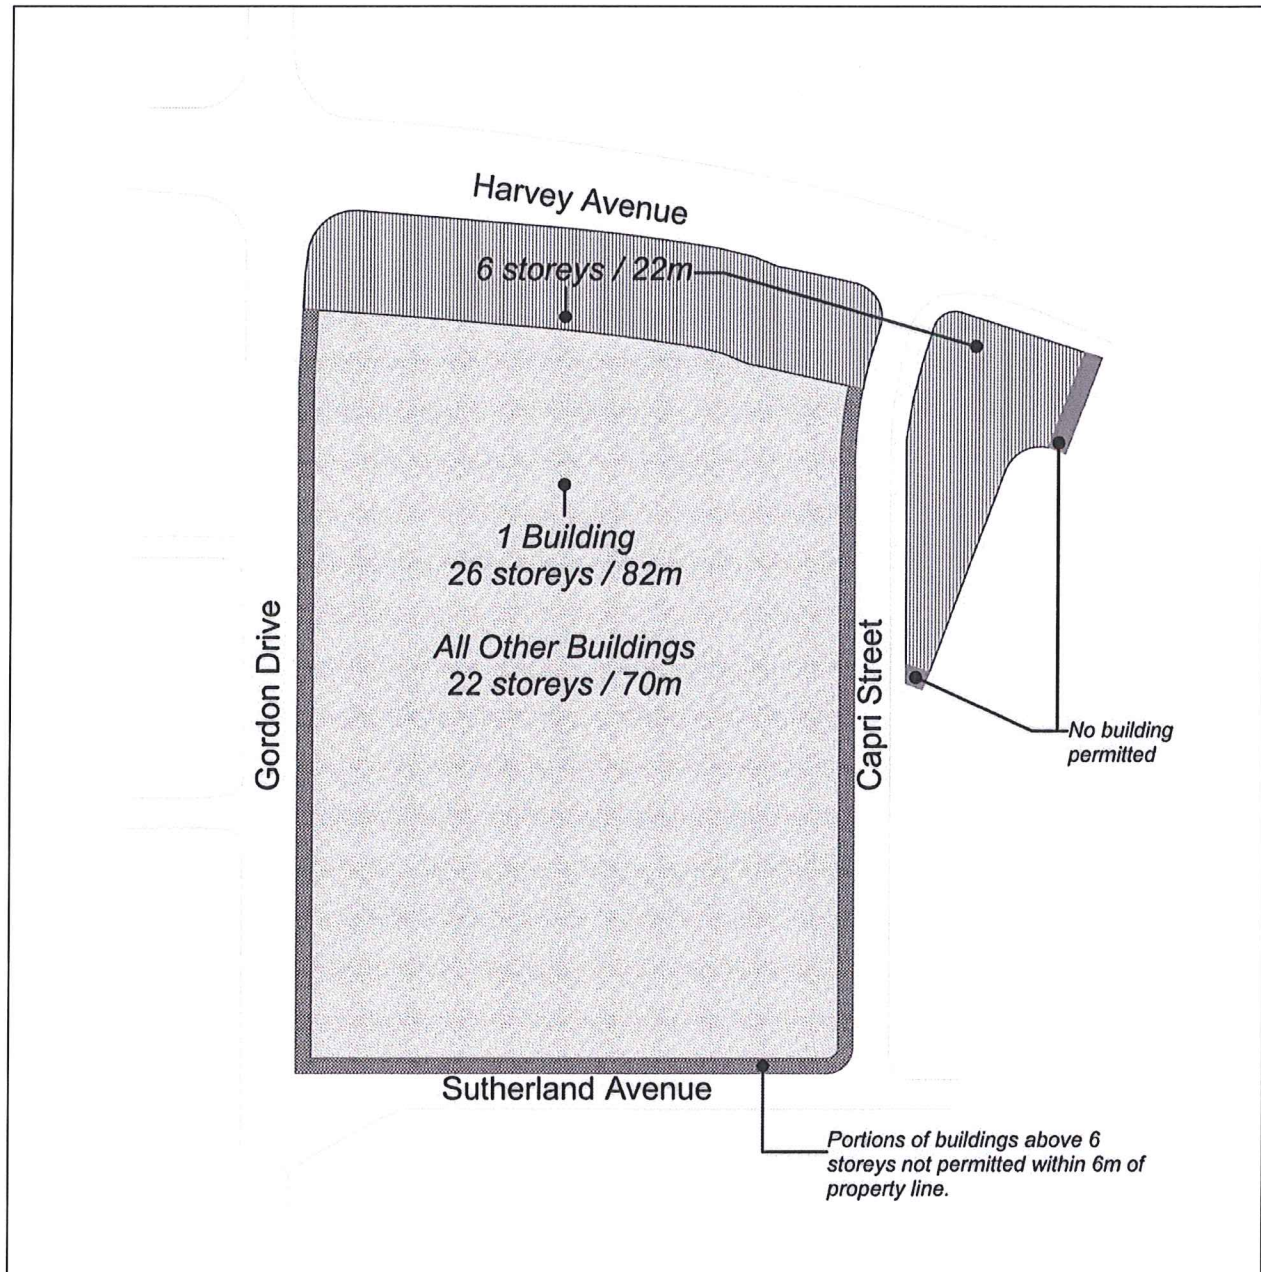 Harvey Avenue
6 storeys / 22m
1 Building
26 storeys / 82m
All Other Buildings
22 storeys / 70m
Gordon Drive
Capri Street
No building
permitted
Sutherland Avenue
Portions of buildings above 6
storeys not permitted within 6m of
property line.